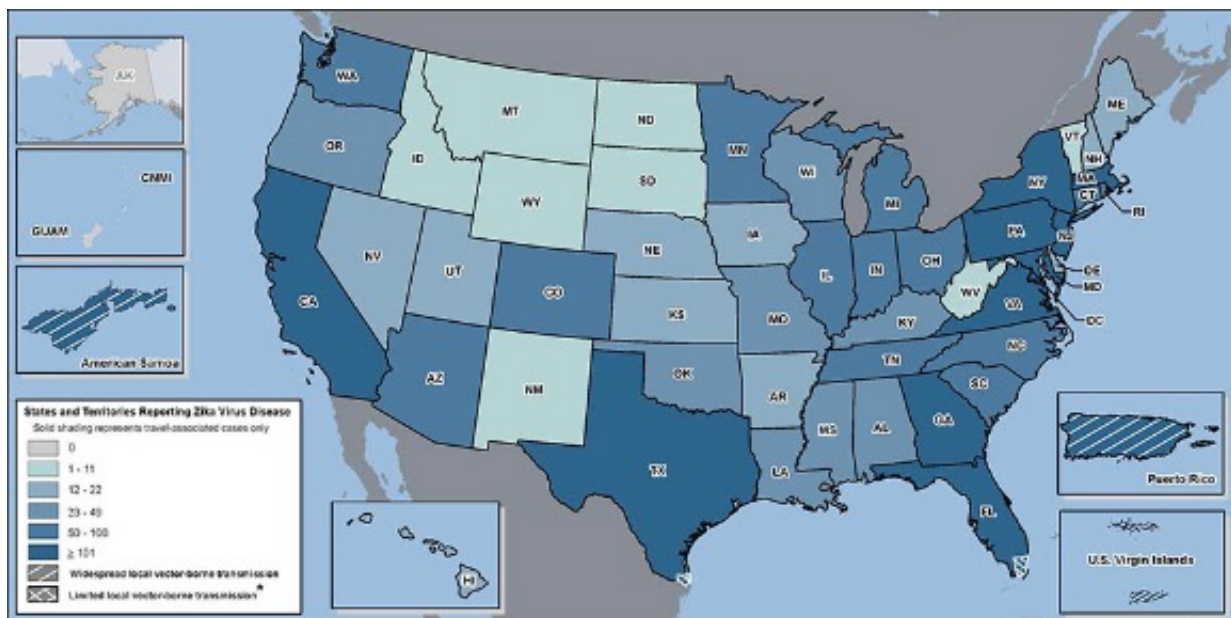 AK
CNMI
GUAM
American Samoa
States and Territories Reporting Zika Virus Disease
Solid shading represents travel-associated cases only
0
1 - 11
12 - 22
23 - 49
50 - 100
≥ 101
Widespread local vector-borne transmission
Limited local vector-borne transmission*
WA
OR
CA
ID
NV
AZ
MT
WY
UT
CO
NM
ND
SD
NE
KS
OK
TX
MN
IA
MO
AR
LA
WI
IL
MI
IN
OH
KY
TN
MS
AL
GA
FL
SC
NC
VA
WV
PA
NY
VT
NH
ME
MA
CT
RI
NJ
DE
MD
DC
HI
Puerto Rico
U.S. Virgin Islands